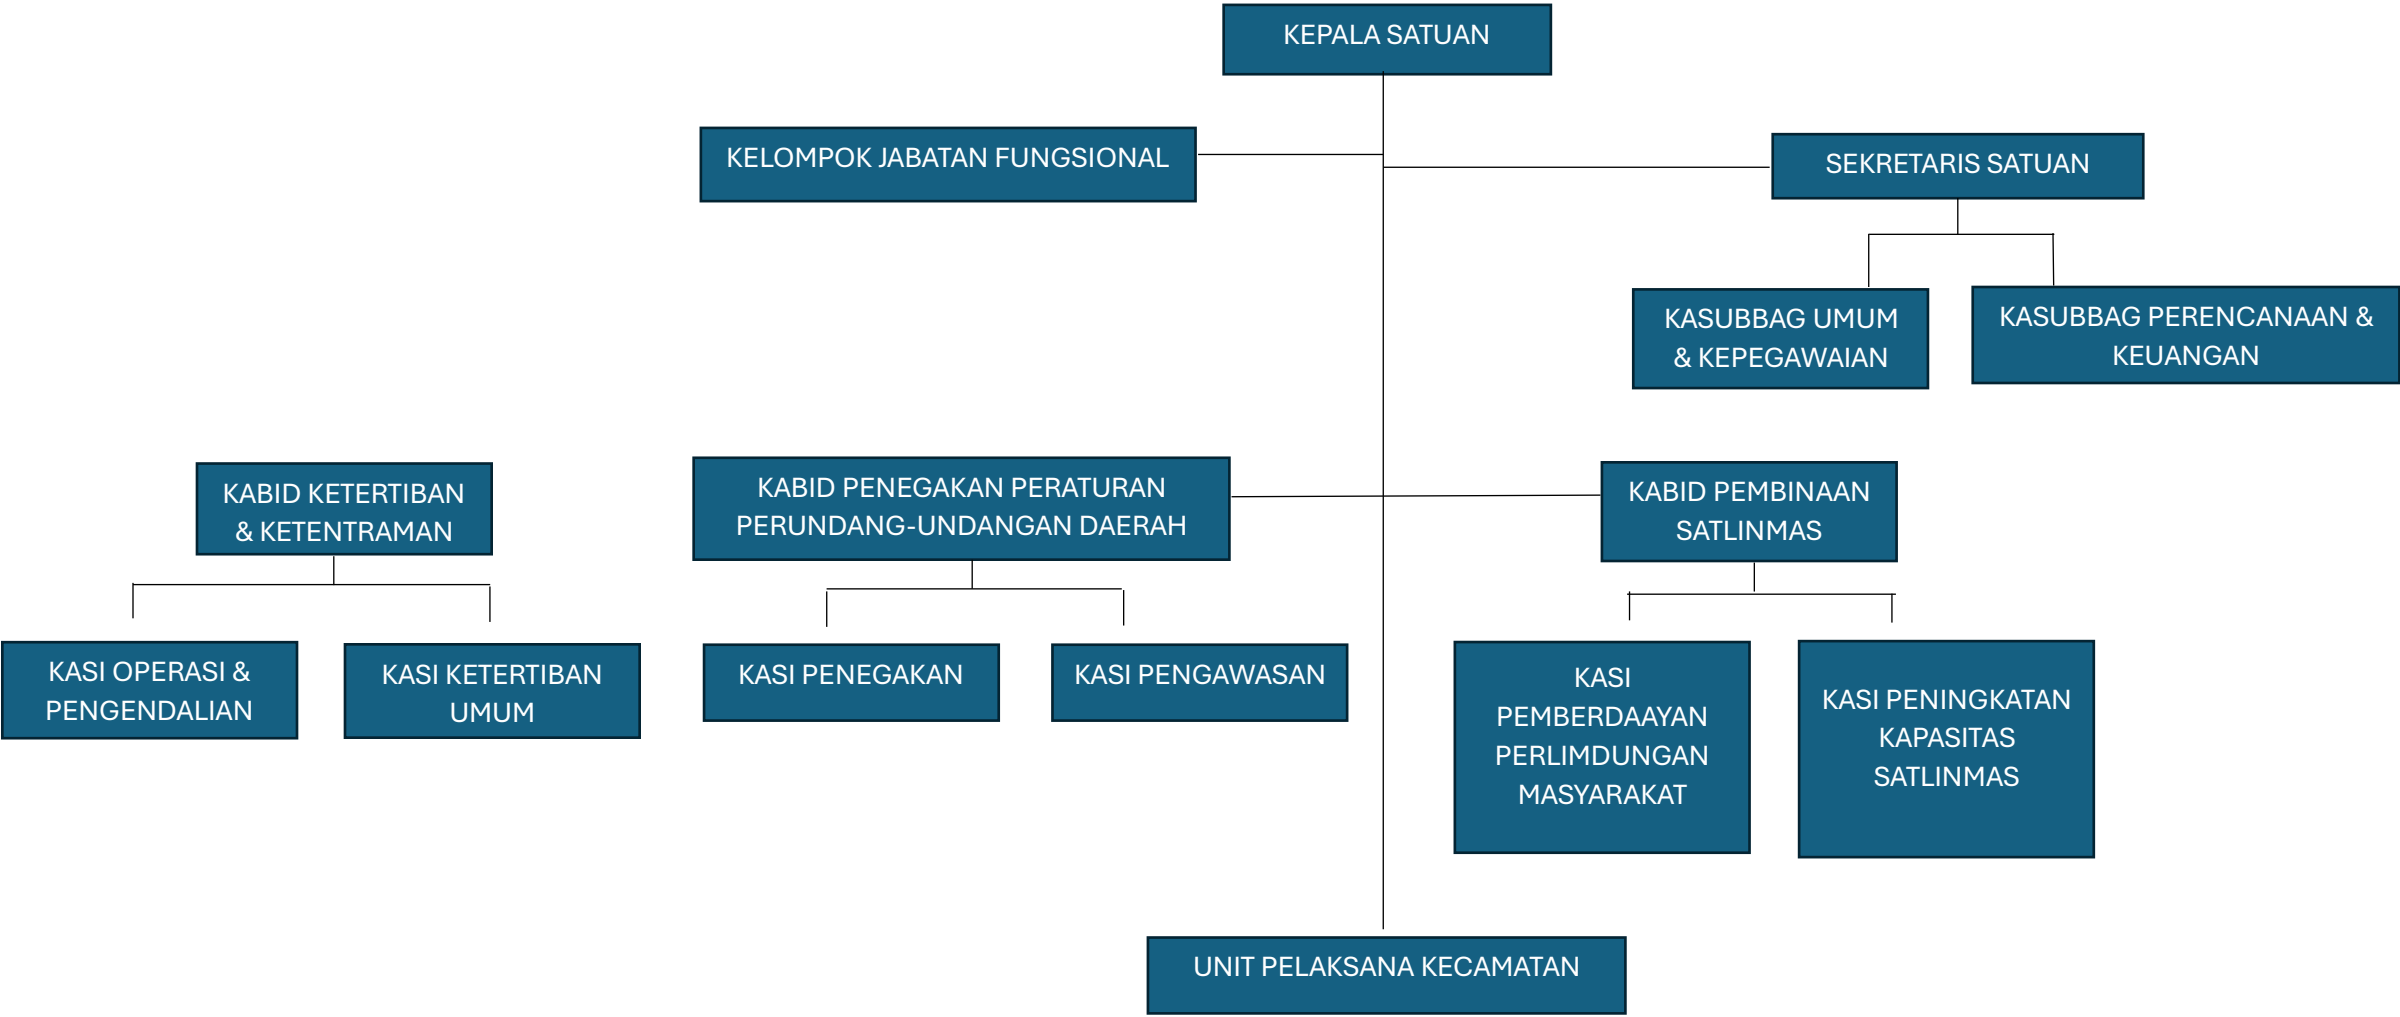 KEPALA SATUAN
KELOMPOK JABATAN FUNGSIONAL
SEKRETARIS SATUAN
KASUBBAG UMUM
& KEPEGAWAIAN
KASUBBAG PERENCANAAN &
KEUANGAN
KABID KETERTIBAN
& KETENTRAMAN
KABID PENEGAKAN PERATURAN
PERUNDANG-UNDANGAN DAERAH
KABID PEMBINAAN
SATLINMAS
KASI OPERASI &
PENGENDALIAN
KASI KETERTIBAN
UMUM
KASI PENEGAKAN
KASI PENGAWASAN
KASI
PEMBERDAAYAN
PERLIMDUNGAN
MASYARAKAT
KASI PENINGKATAN
KAPASITAS
SATLINMAS
UNIT PELAKSANA KECAMATAN